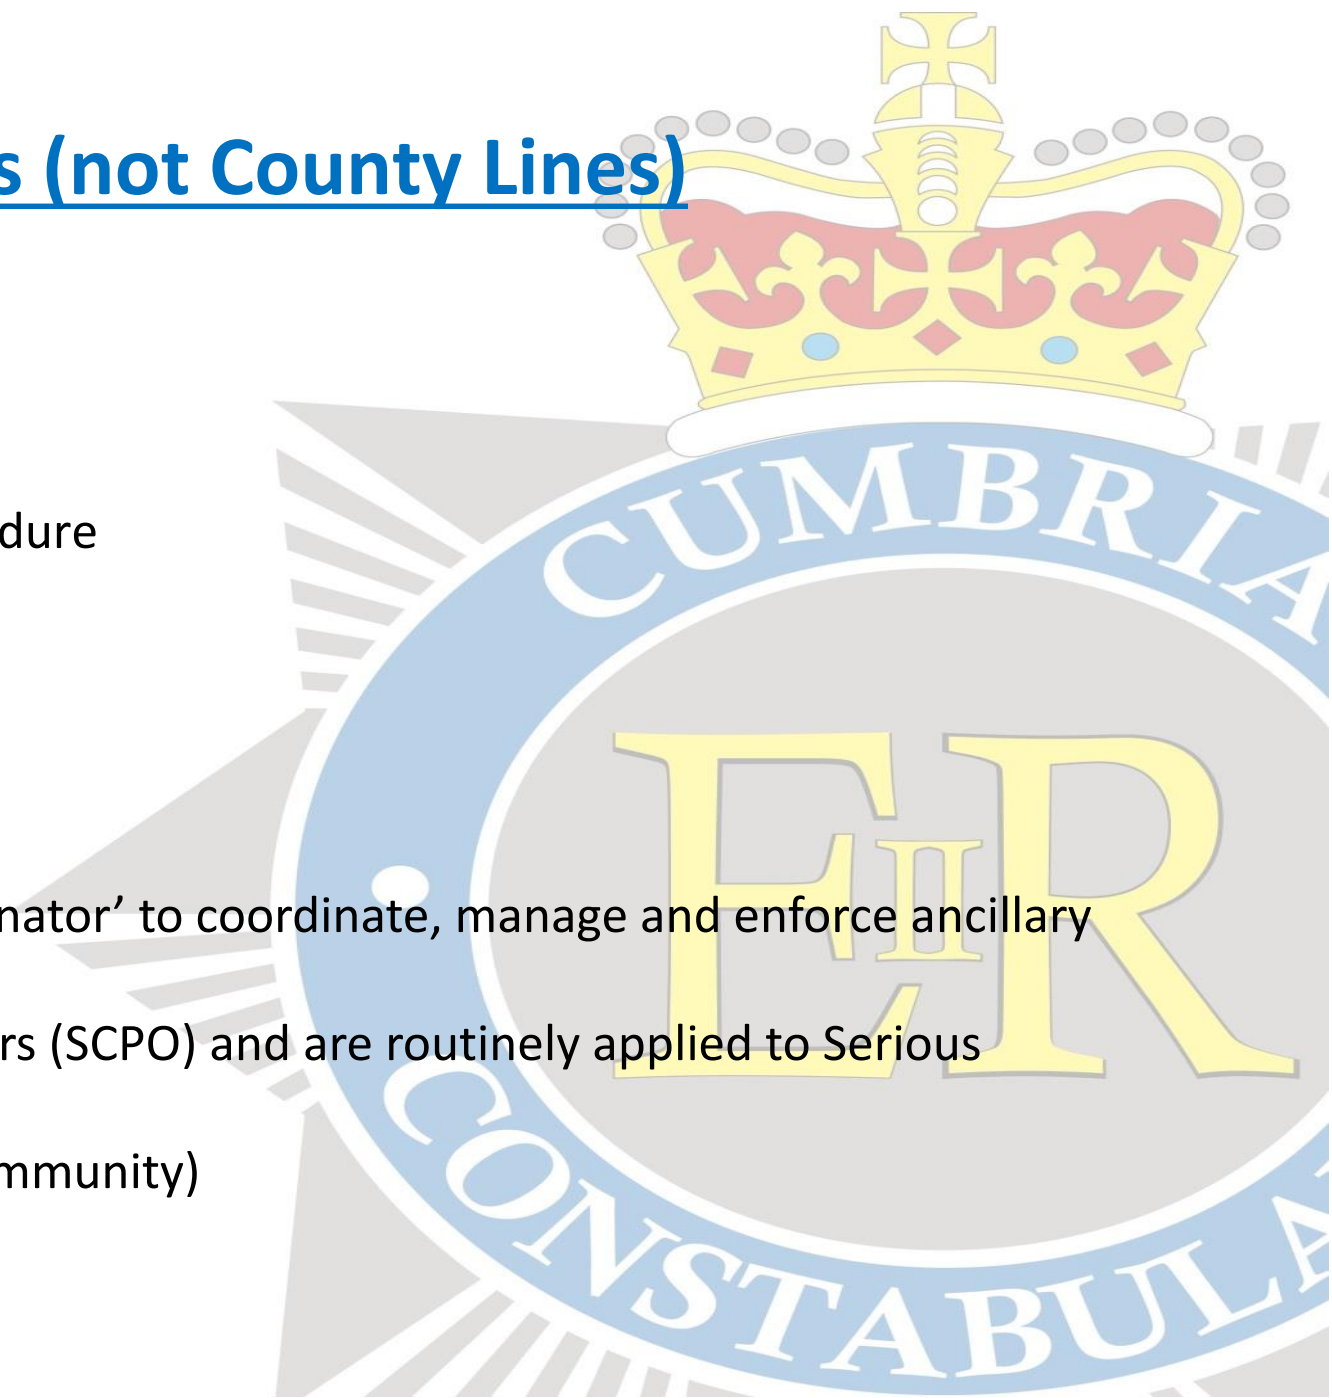 s (not County Lines)
dure
nator’ to coordinate, manage and enforce ancillary
rs (SCPO) and are routinely applied to Serious
mmunity)
CUMBRIA
EIIR
CONSTABULA